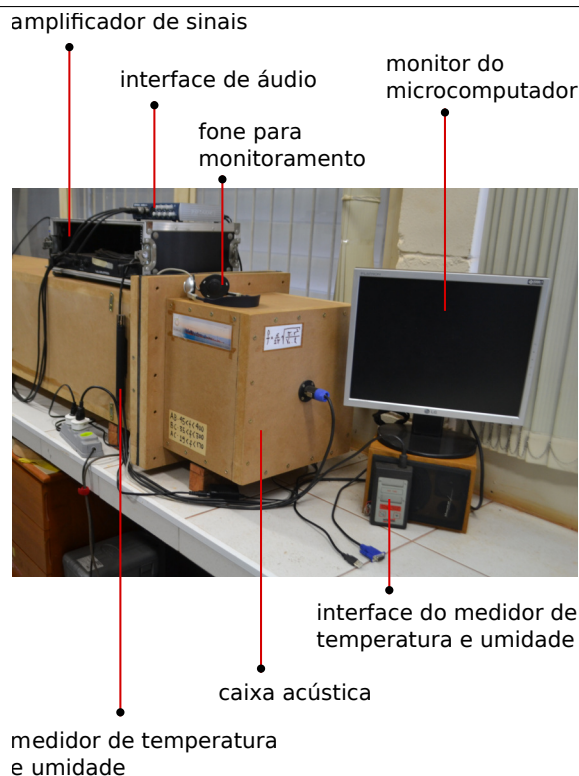 amplificador de sinais
interface de áudio
monitor do
microcomputador
fone para
monitoramento
LG
interface do medidor de
temperatura e umidade
caixa acústica
medidor de temperatura
e umidade